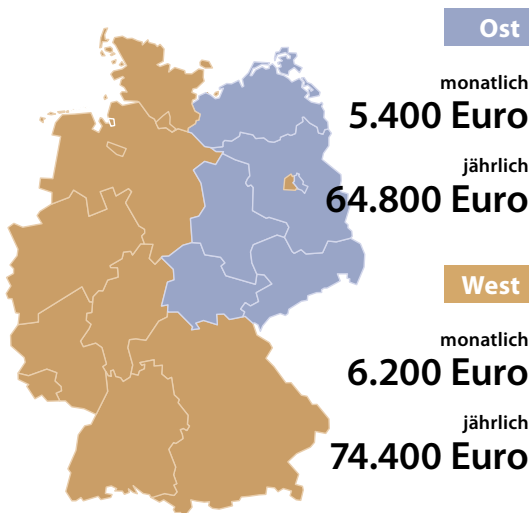 Ost
monatlich
5.400 Euro
jährlich
64.800 Euro
West
monatlich
6.200 Euro
jährlich
74.400 Euro